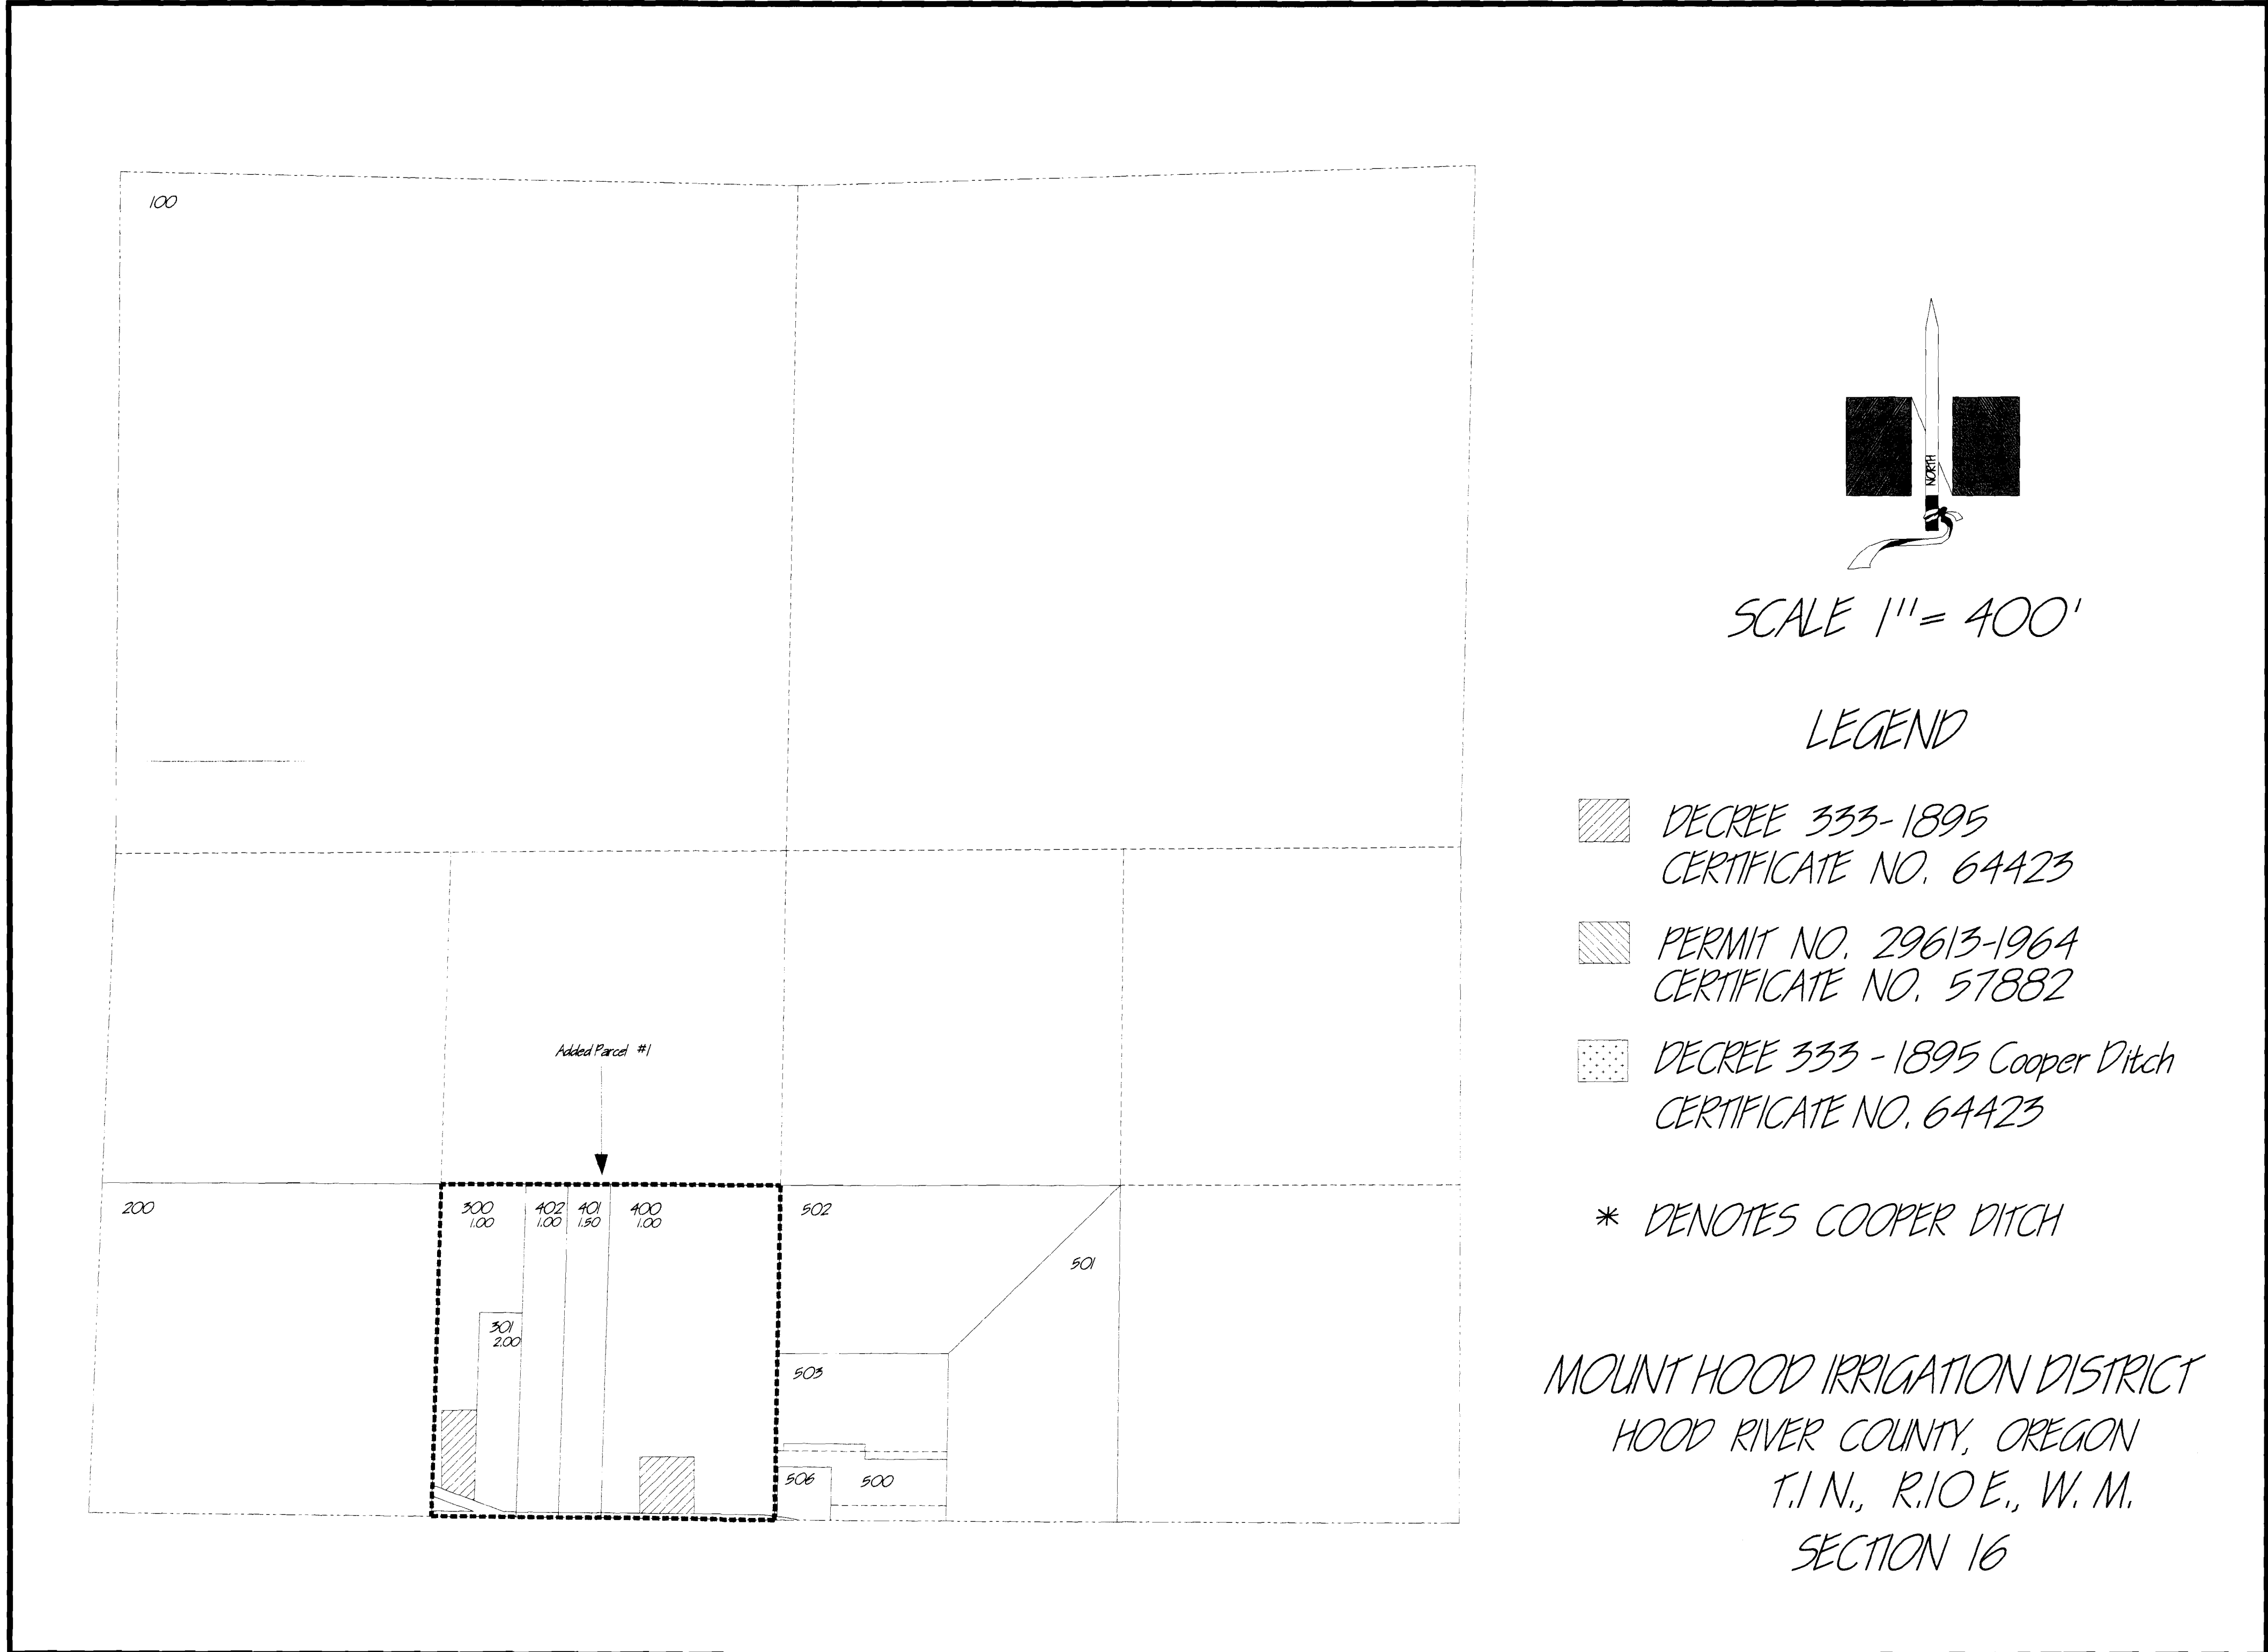 100
Added Parcel #1
200
300
1.00
402
1.00
401
1.50
400
1.00
502
501
301
2.00
503
506
500
NORTH
SCALE 1"= 400'
LEGEND
DECREE 333-1895
CERTIFICATE NO. 64423
PERMIT NO. 29613-1964
CERTIFICATE NO. 57882
DECREE 333 - 1895 Cooper Ditch
CERTIFICATE NO. 64423
* DENOTES COOPER DITCH
MOUNT HOOD IRRIGATION DISTRICT
HOOD RIVER COUNTY, OREGON
T.1 N., R.10 E., W. M.
SECTION 16